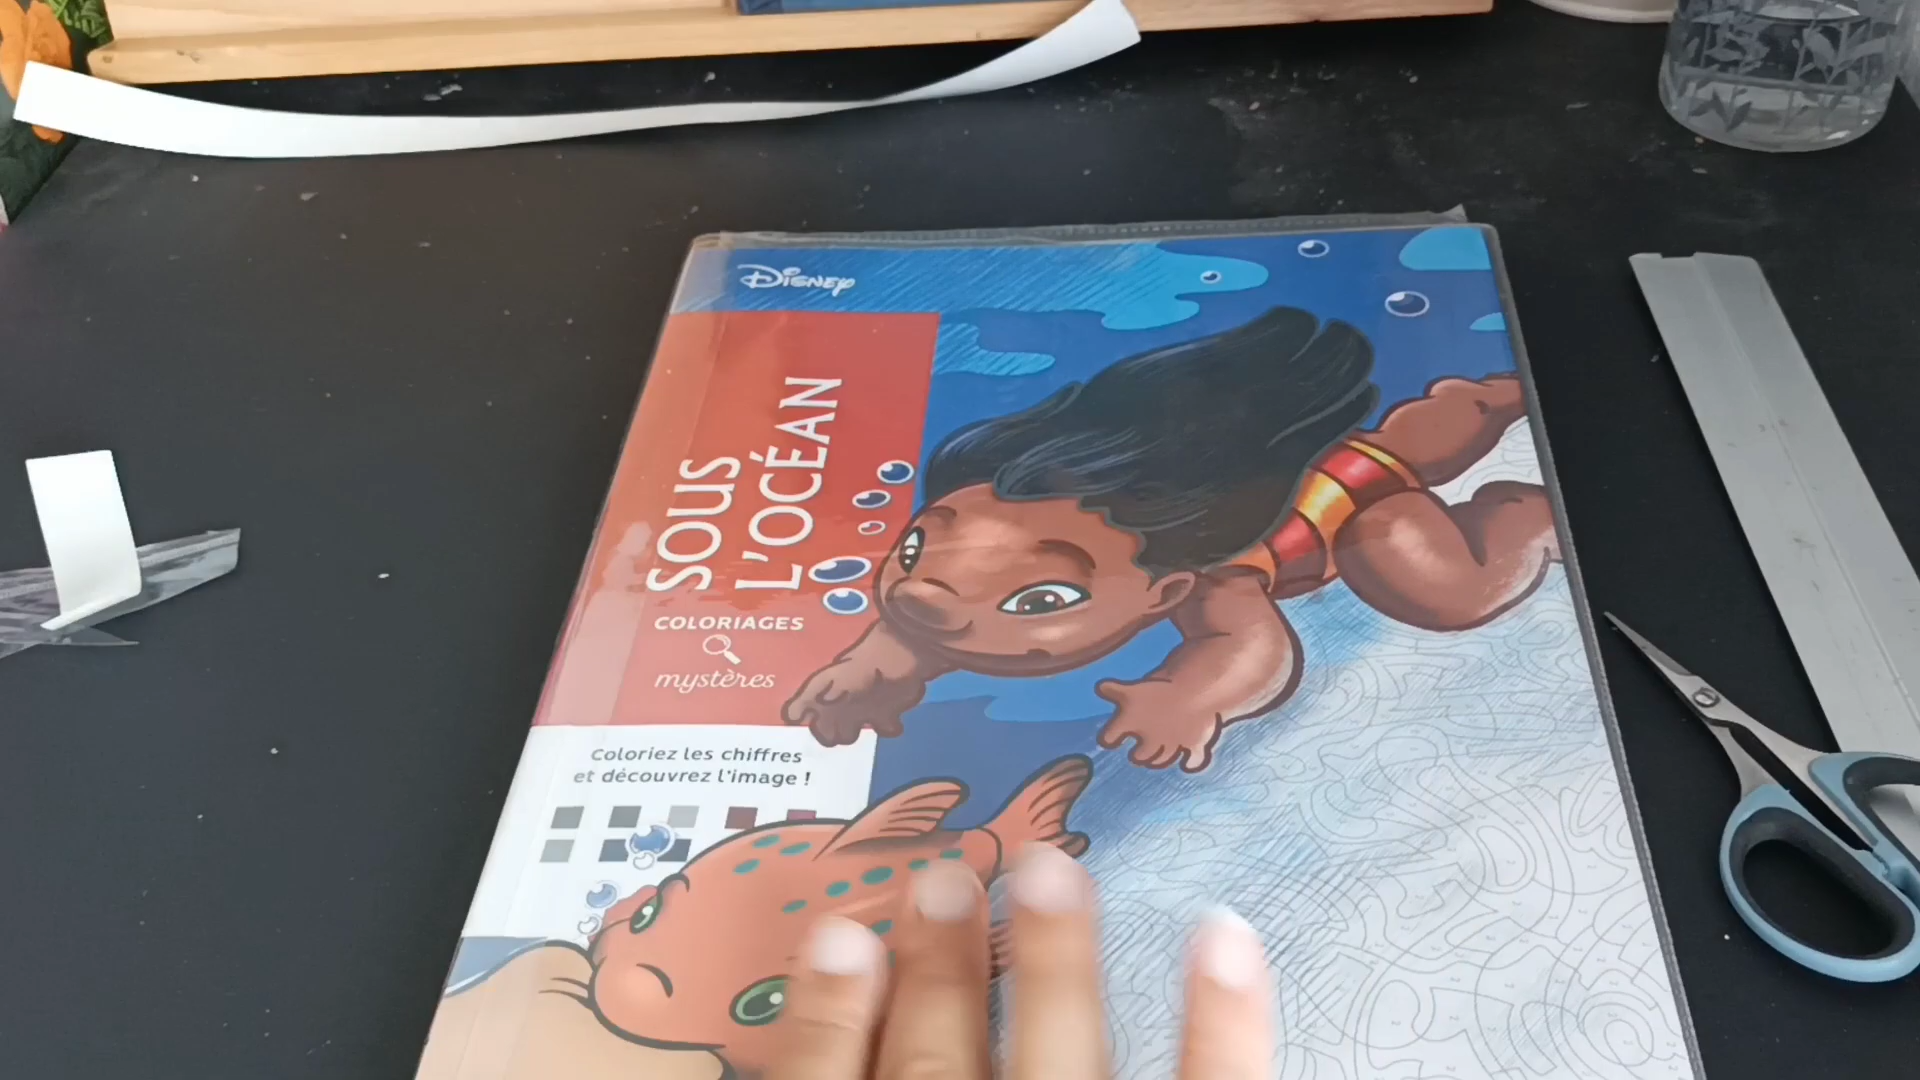 Disney
SOUS
L'OCÉAN
COLORIAGES
mystères
Coloriez les chiffres
et découvrez l'image !